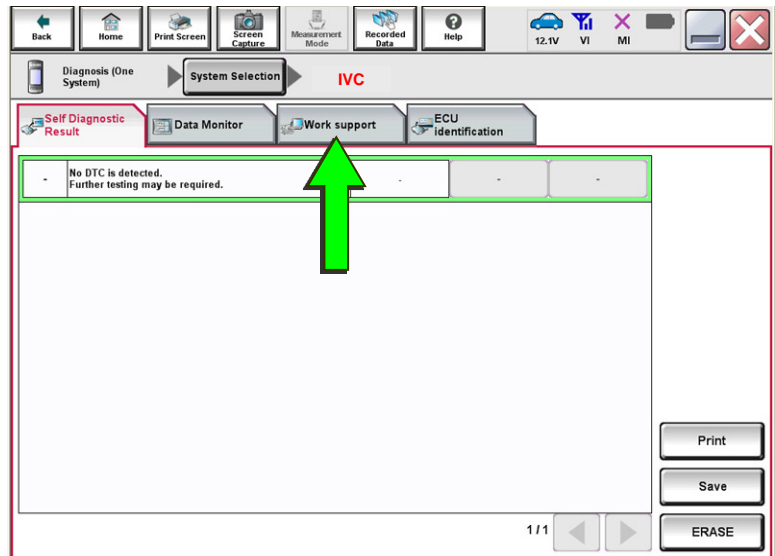 Back
Home
Print Screen
Screen
Capture
Measurement
Mode
Recorded
Data
Help
12.1V
VI
MI
Diagnosis (One
System)
System Selection
IVC
Self Diagnostic
Result
Data Monitor
Work support
ECU
identification
-
No DTC is detected.
Further testing may be required.
-
-
-
Print
Save
1/1
ERASE